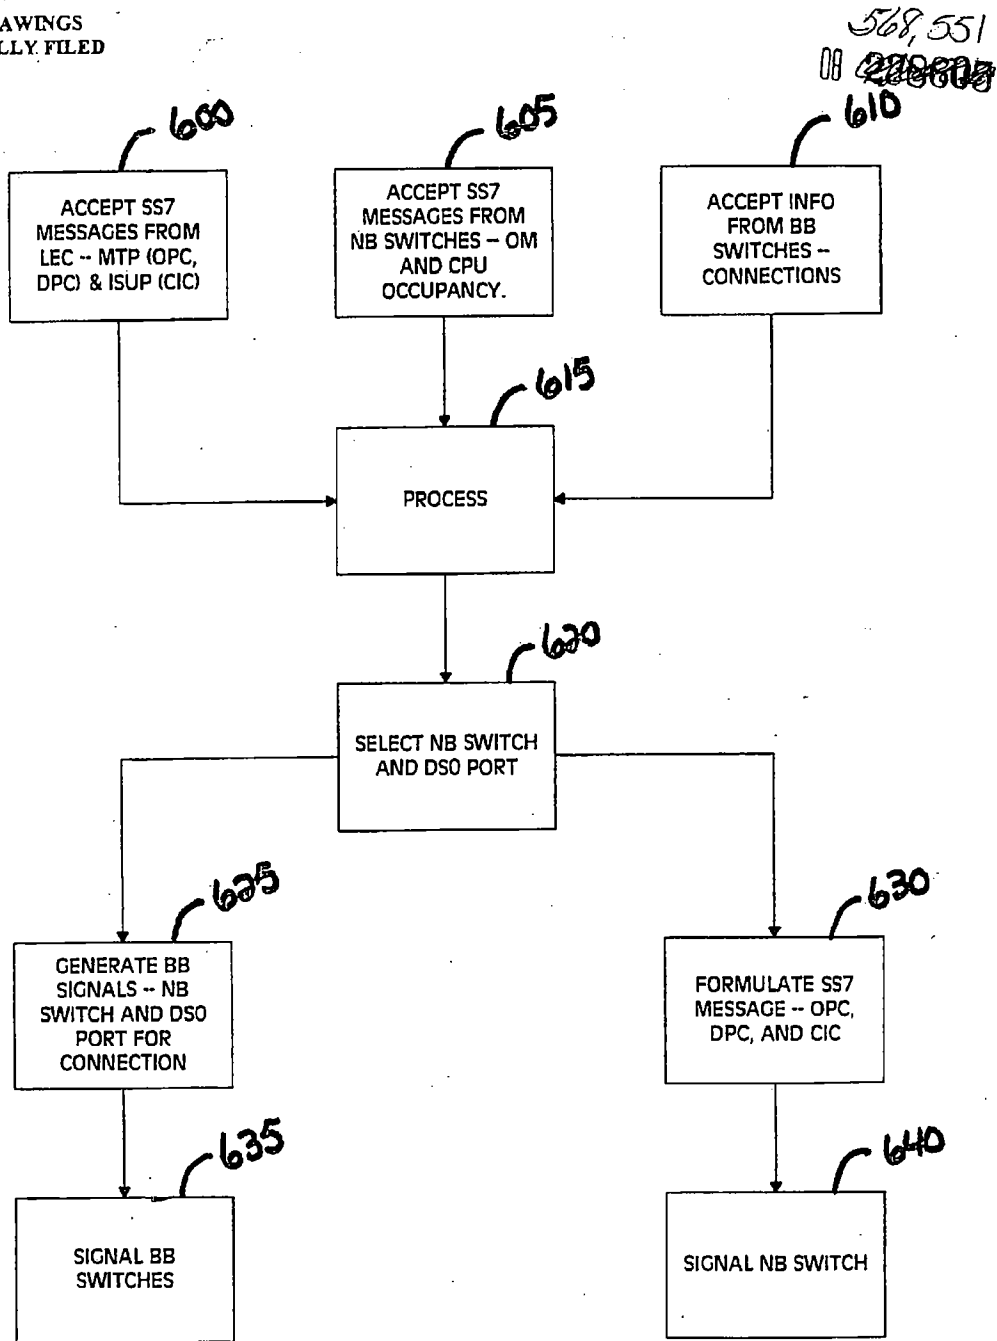 AWINGS
LLY FILED
568,551
08
600
605
610
ACCEPT SS7
MESSAGES FROM
LEC -- MTP (OPC,
DPC) & ISUP (CIC)
ACCEPT SS7
MESSAGES FROM
NB SWITCHES -- OM
AND CPU
OCCUPANCY.
ACCEPT INFO
FROM BB
SWITCHES --
CONNECTIONS
615
PROCESS
620
SELECT NB SWITCH
AND DS0 PORT
625
630
GENERATE BB
SIGNALS -- NB
SWITCH AND DS0
PORT FOR
CONNECTION
FORMULATE SS7
MESSAGE -- OPC,
DPC, AND CIC
635
640
SIGNAL BB
SWITCHES
SIGNAL NB SWITCH